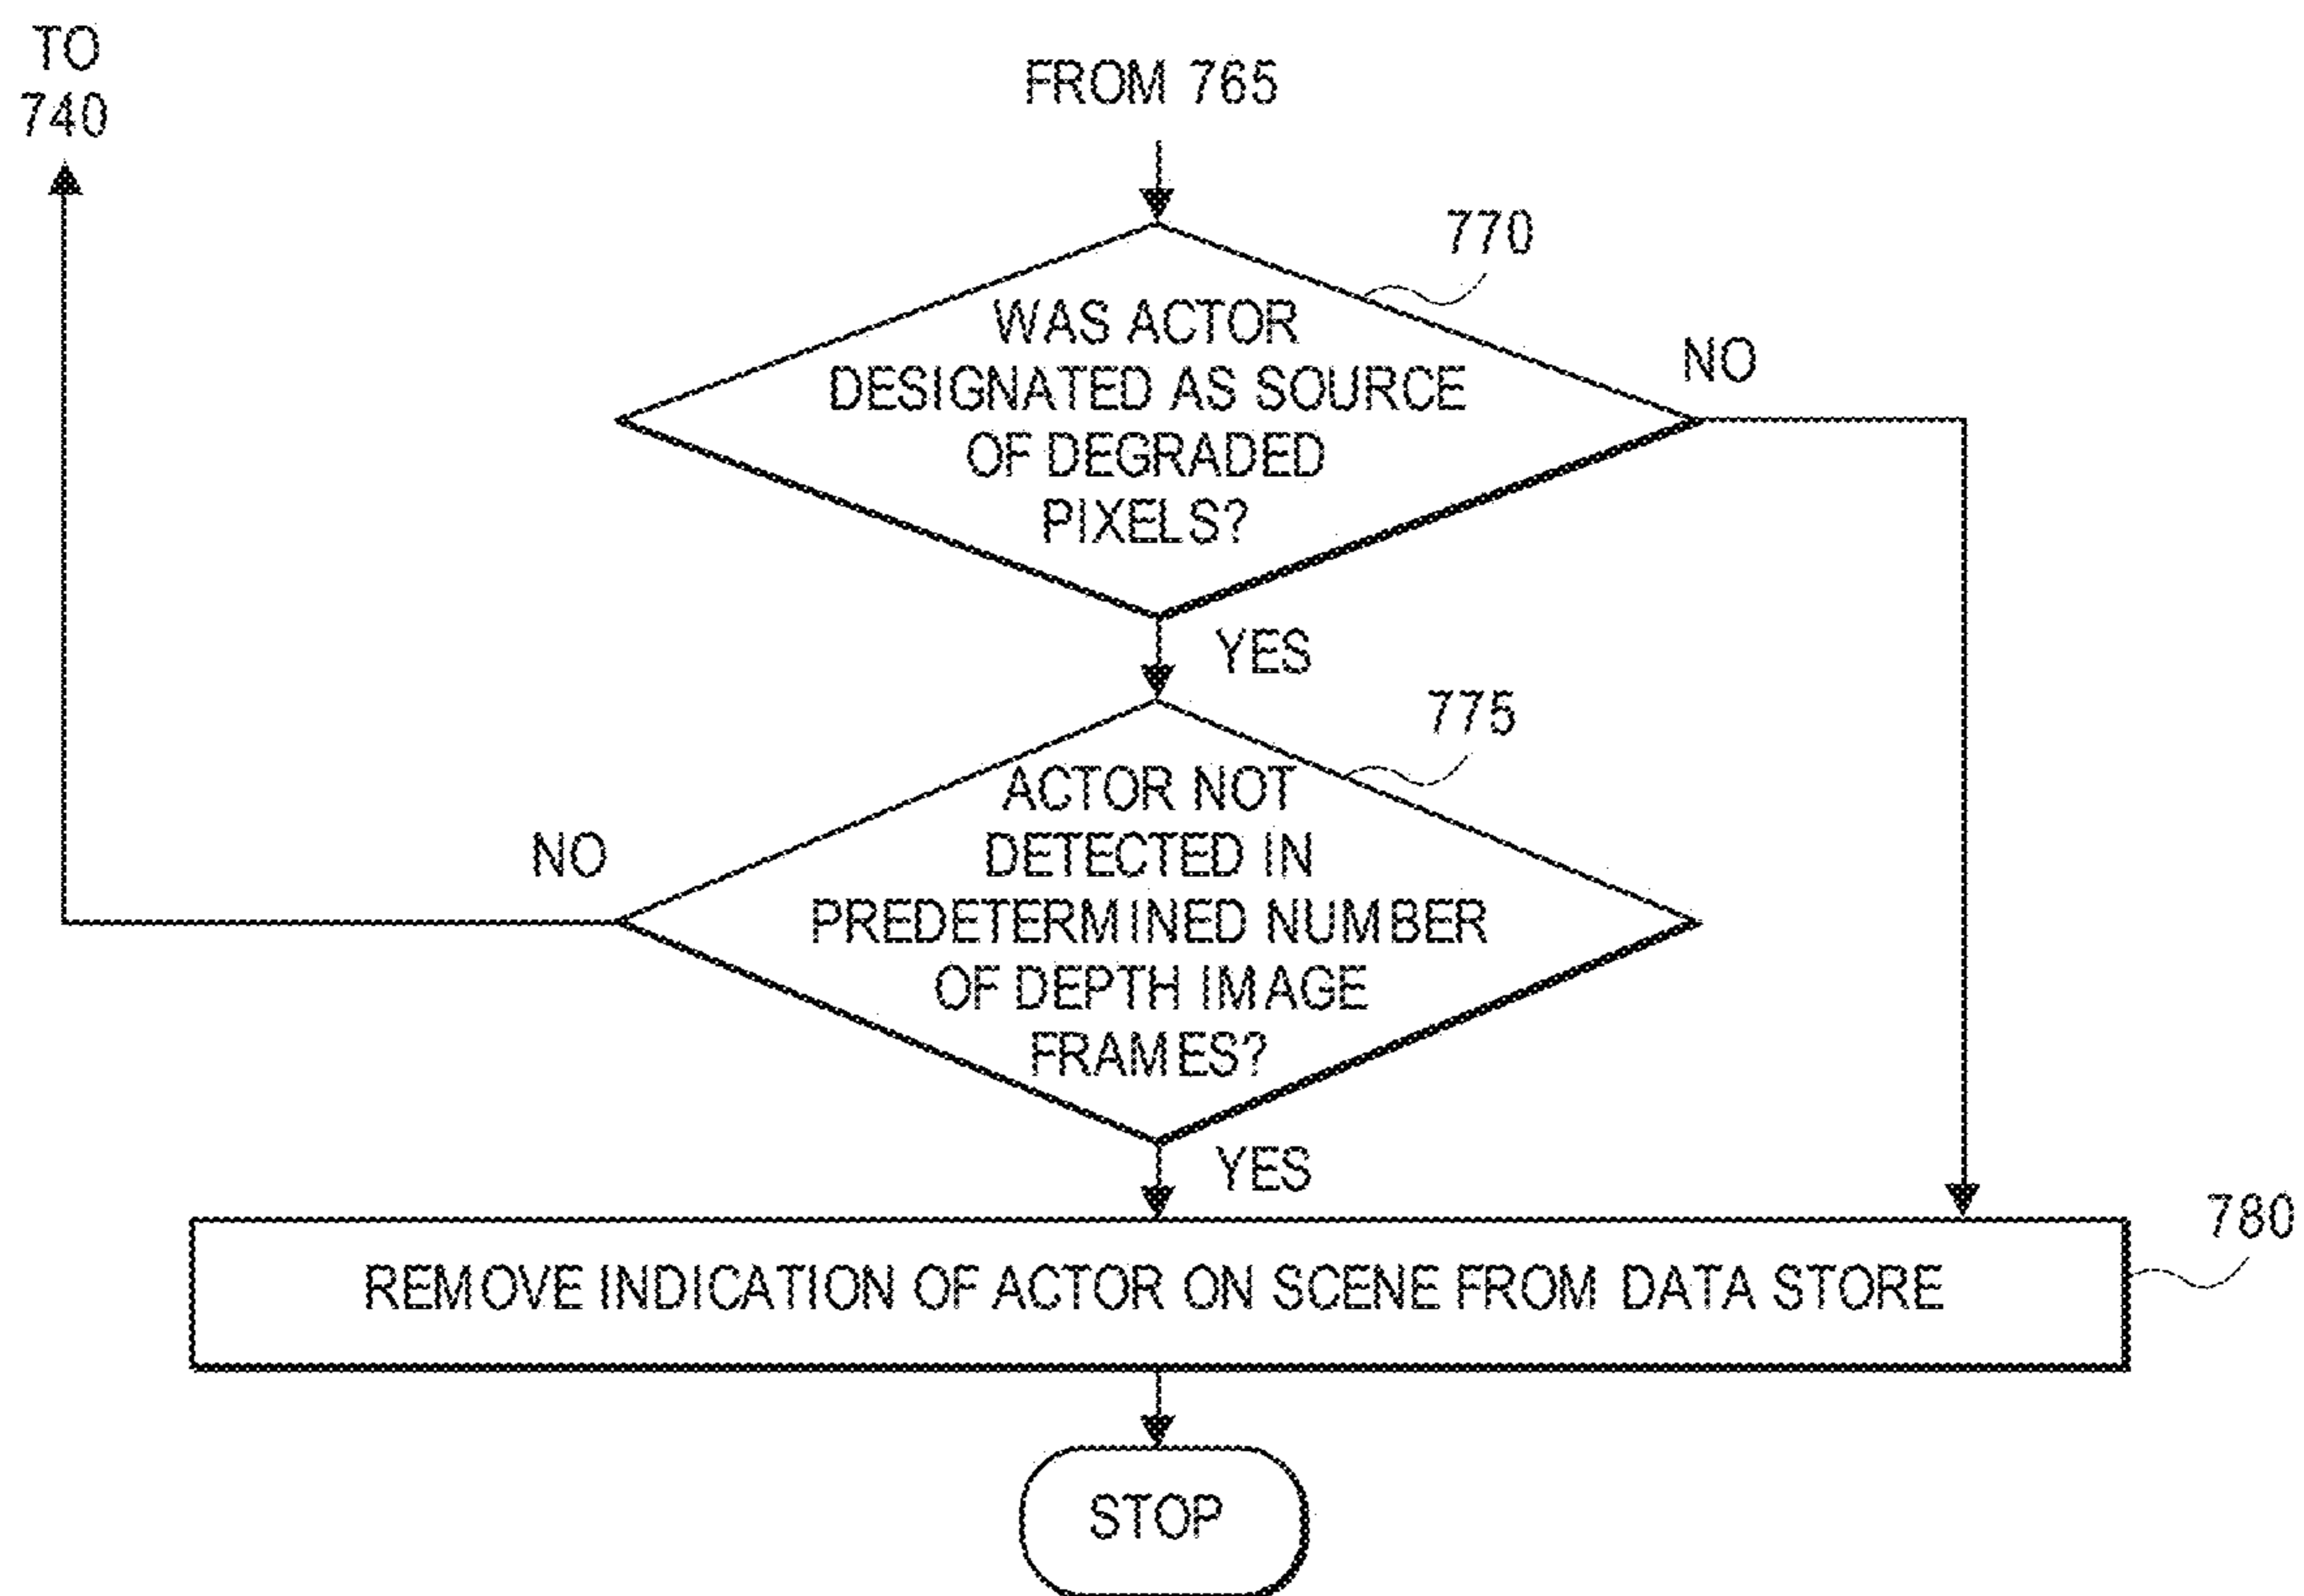 TO
740
FROM 765
770
WAS ACTOR
DESIGNATED AS SOURCE
OF DEGRADED
PIXELS?
NO
YES
775
ACTOR NOT
DETECTED IN
PREDETERMINED NUMBER
OF DEPTH IMAGE
FRAMES?
NO
YES
780
REMOVE INDICATION OF ACTOR ON SCENE FROM DATA STORE
STOP